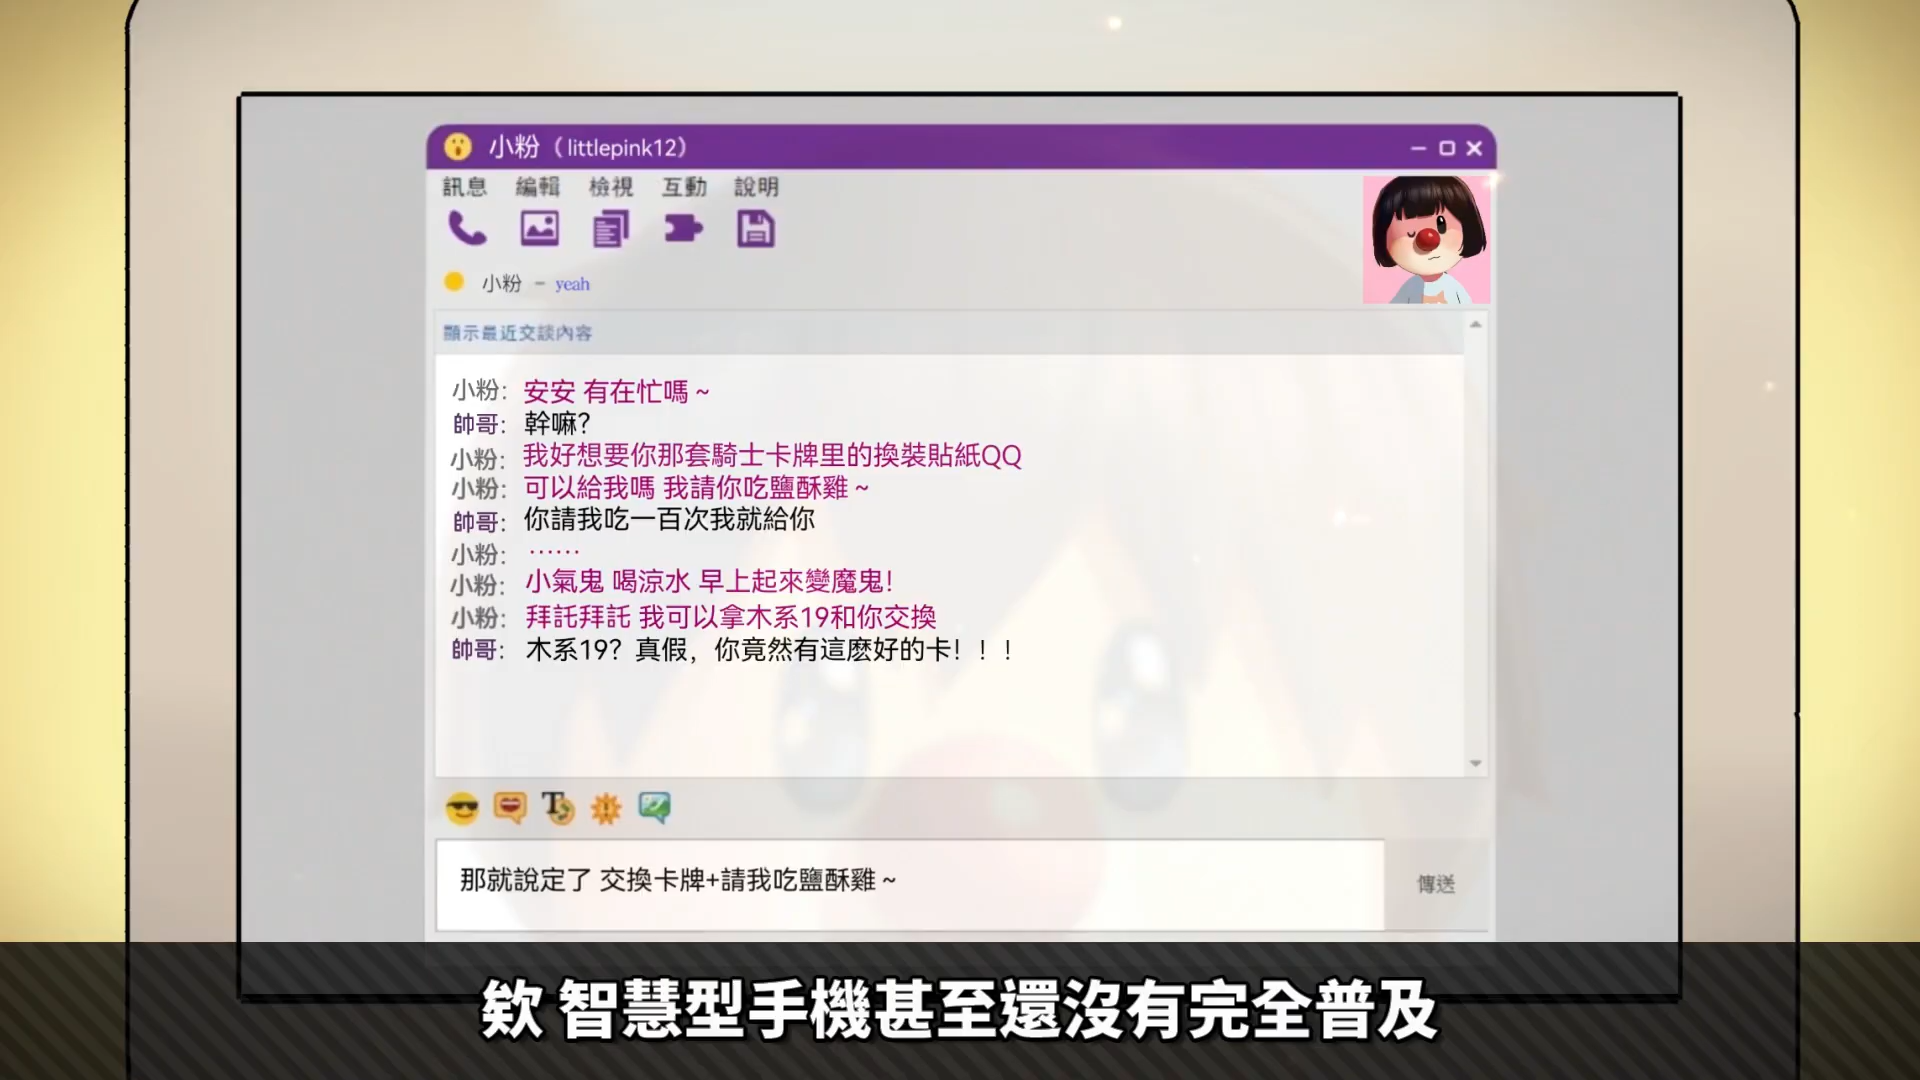 小粉（littlepink12）
訊息 編輯 檢視 互動 說明
小粉 – yeah
顯示最近交談內容
小粉： 安安 有在忙嗎～
帥哥： 幹嘛？
小粉： 我好想要你那套騎士卡牌里的換裝貼紙QQ
小粉： 可以給我嗎 我請你吃鹽酥雞～
帥哥： 你請我吃一百次我就給你
小粉： ……
小粉： 小氣鬼 喝涼水 早上起來變魔鬼！
小粉： 拜託拜託 我可以拿木系19和你交換
帥哥： 木系19？真假，你竟然有這麽好的卡！！！
那就說定了 交換卡牌+請我吃鹽酥雞～
傳送
欸 智慧型手機甚至還沒有完全普及